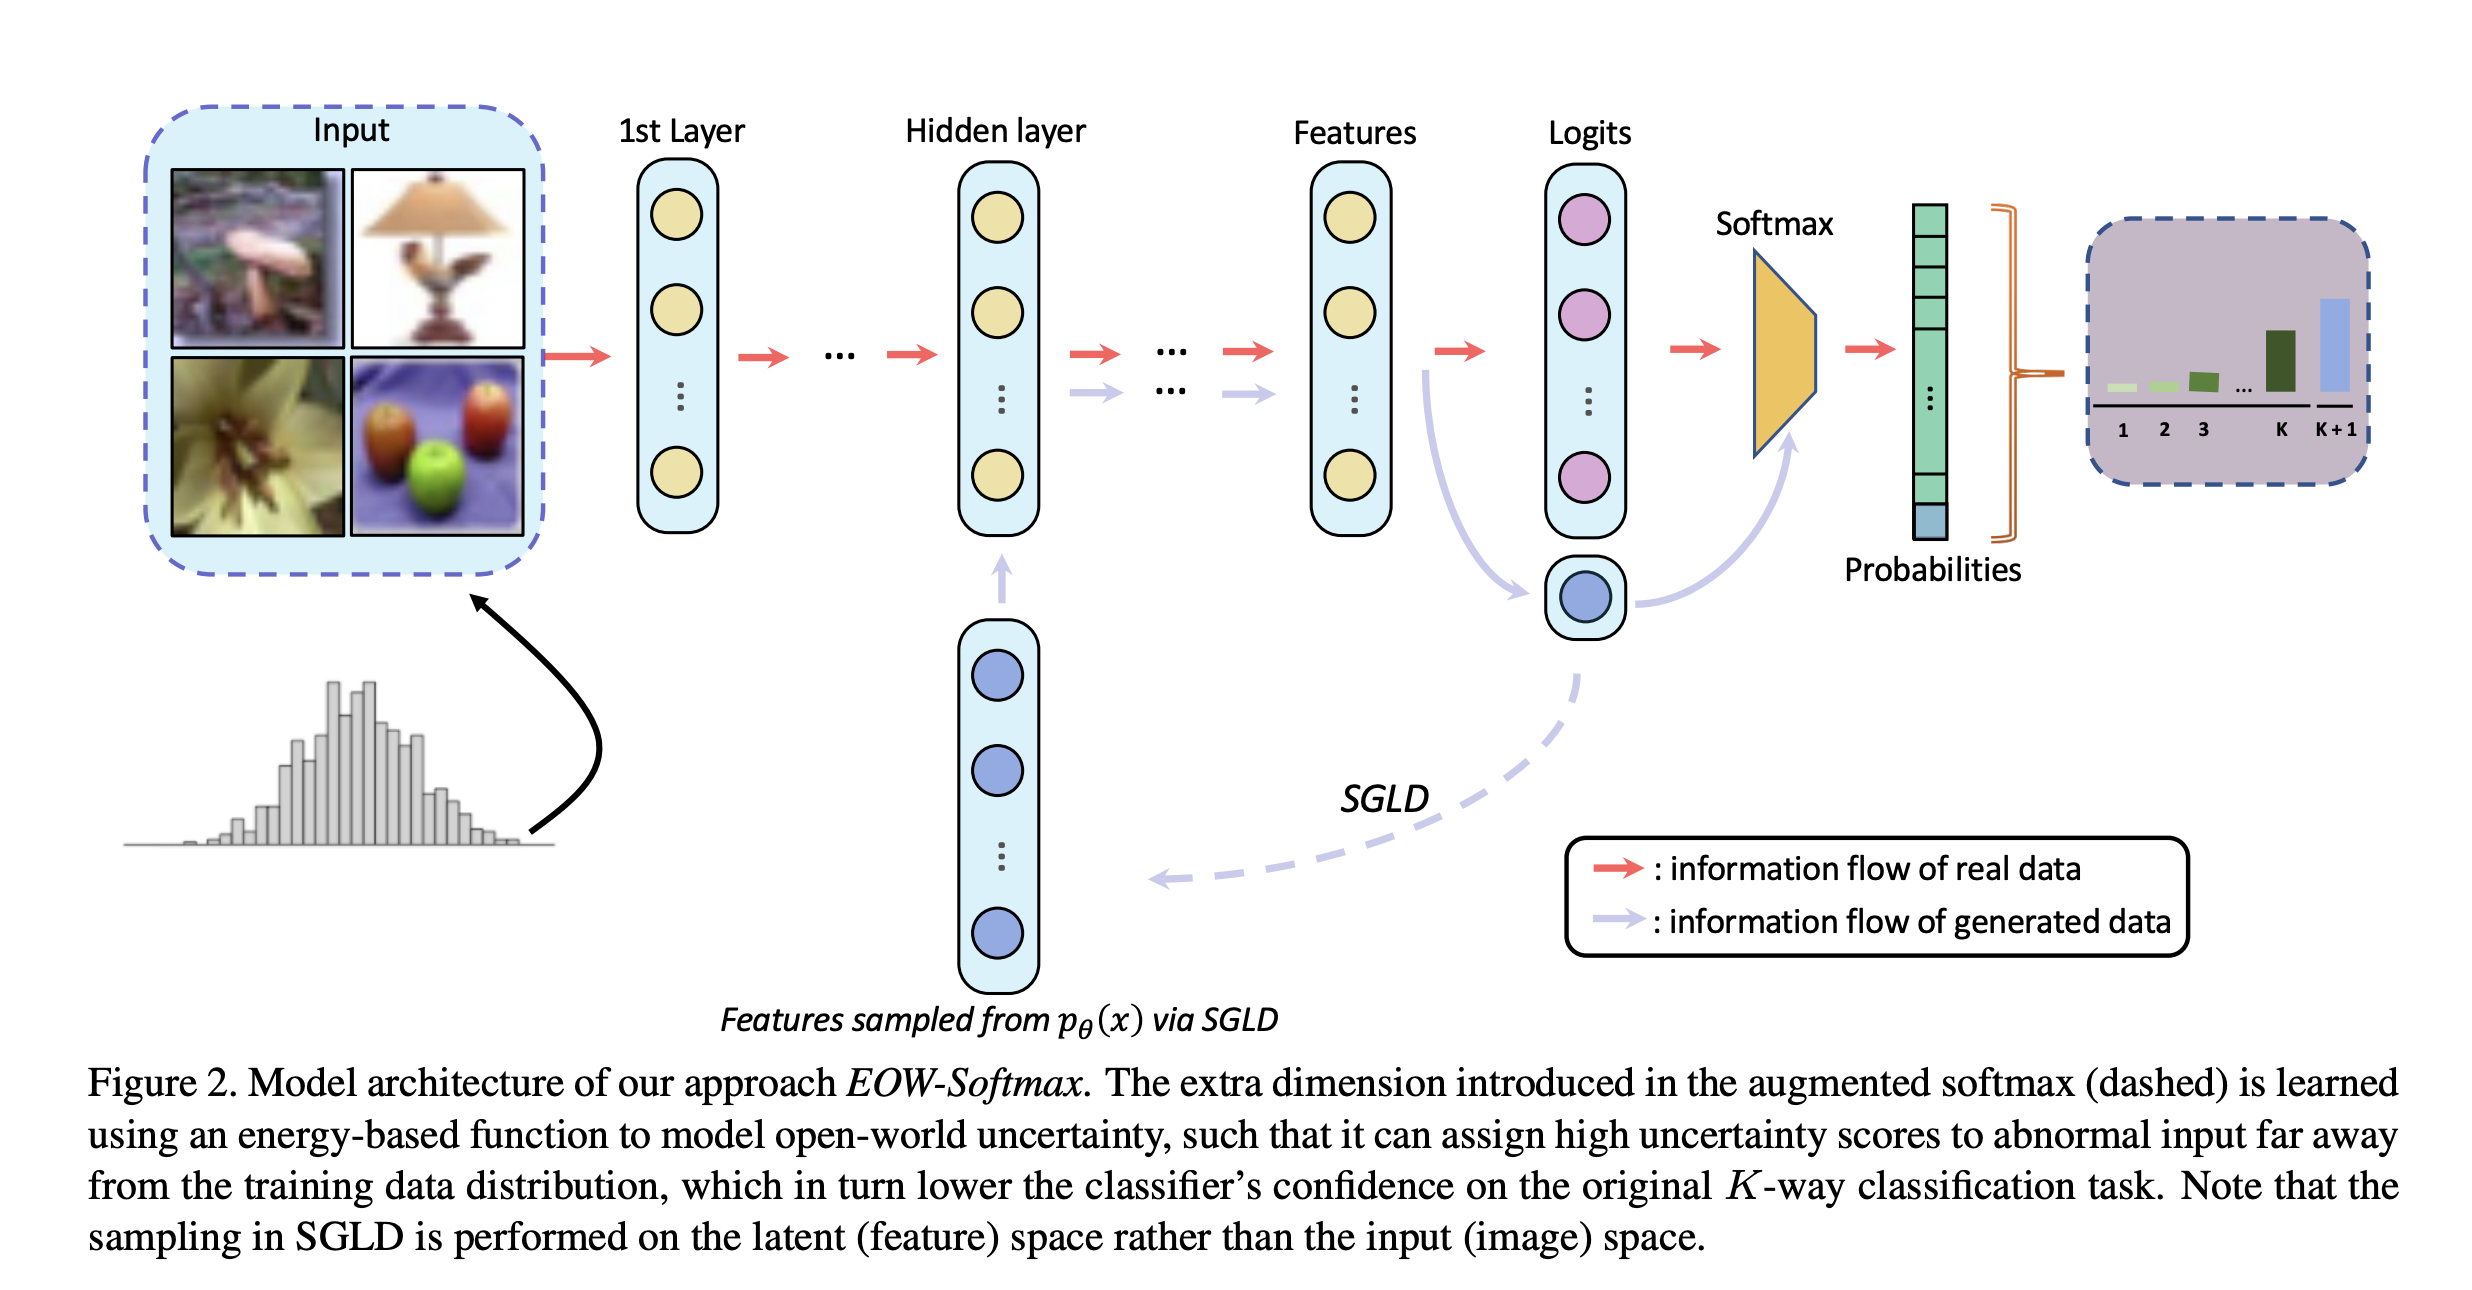 Input
1st Layer
Hidden layer
Features
Logits
Softmax
...
...
...
...
1 2 3 K K + 1
Probabilities
SGLD
: information flow of real data
: information flow of generated data
Features sampled from pθ(x) via SGLD
Figure 2. Model architecture of our approach EOW-Softmax. The extra dimension introduced in the augmented softmax (dashed) is learned
using an energy-based function to model open-world uncertainty, such that it can assign high uncertainty scores to abnormal input far away
from the training data distribution, which in turn lower the classifier's confidence on the original K-way classification task. Note that the
sampling in SGLD is performed on the latent (feature) space rather than the input (image) space.